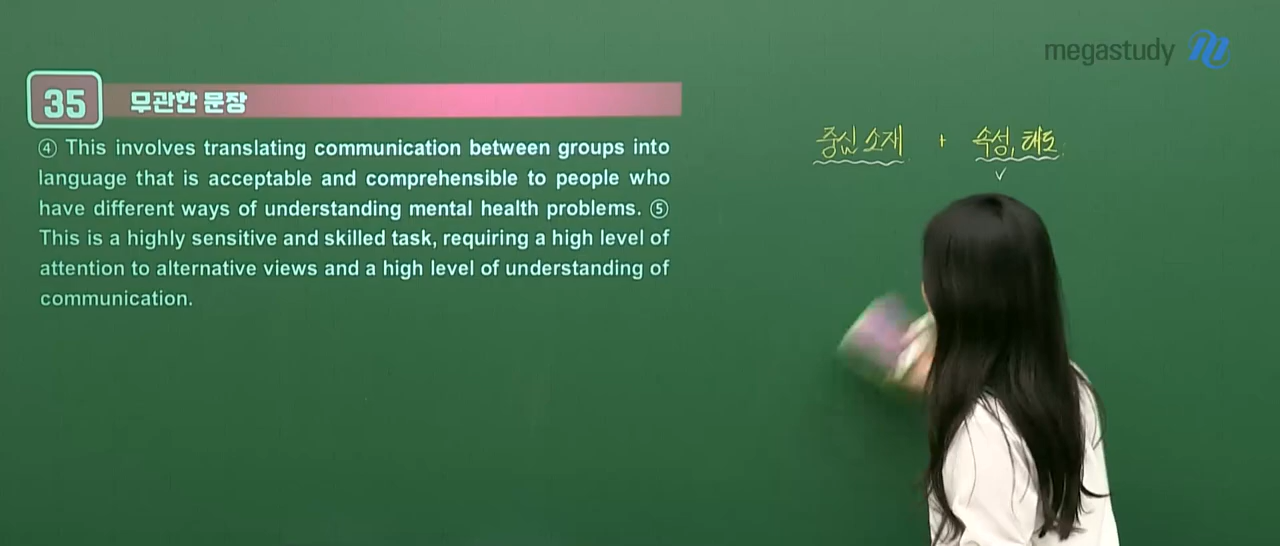 megastudy
35 무관한 문장
④ This involves translating communication between groups into
language that is acceptable and comprehensible to people who
have different ways of understanding mental health problems. ⑤
This is a highly sensitive and skilled task, requiring a high level of
attention to alternative views and a high level of understanding of
communication.
중심 소재 + 속성, 태도